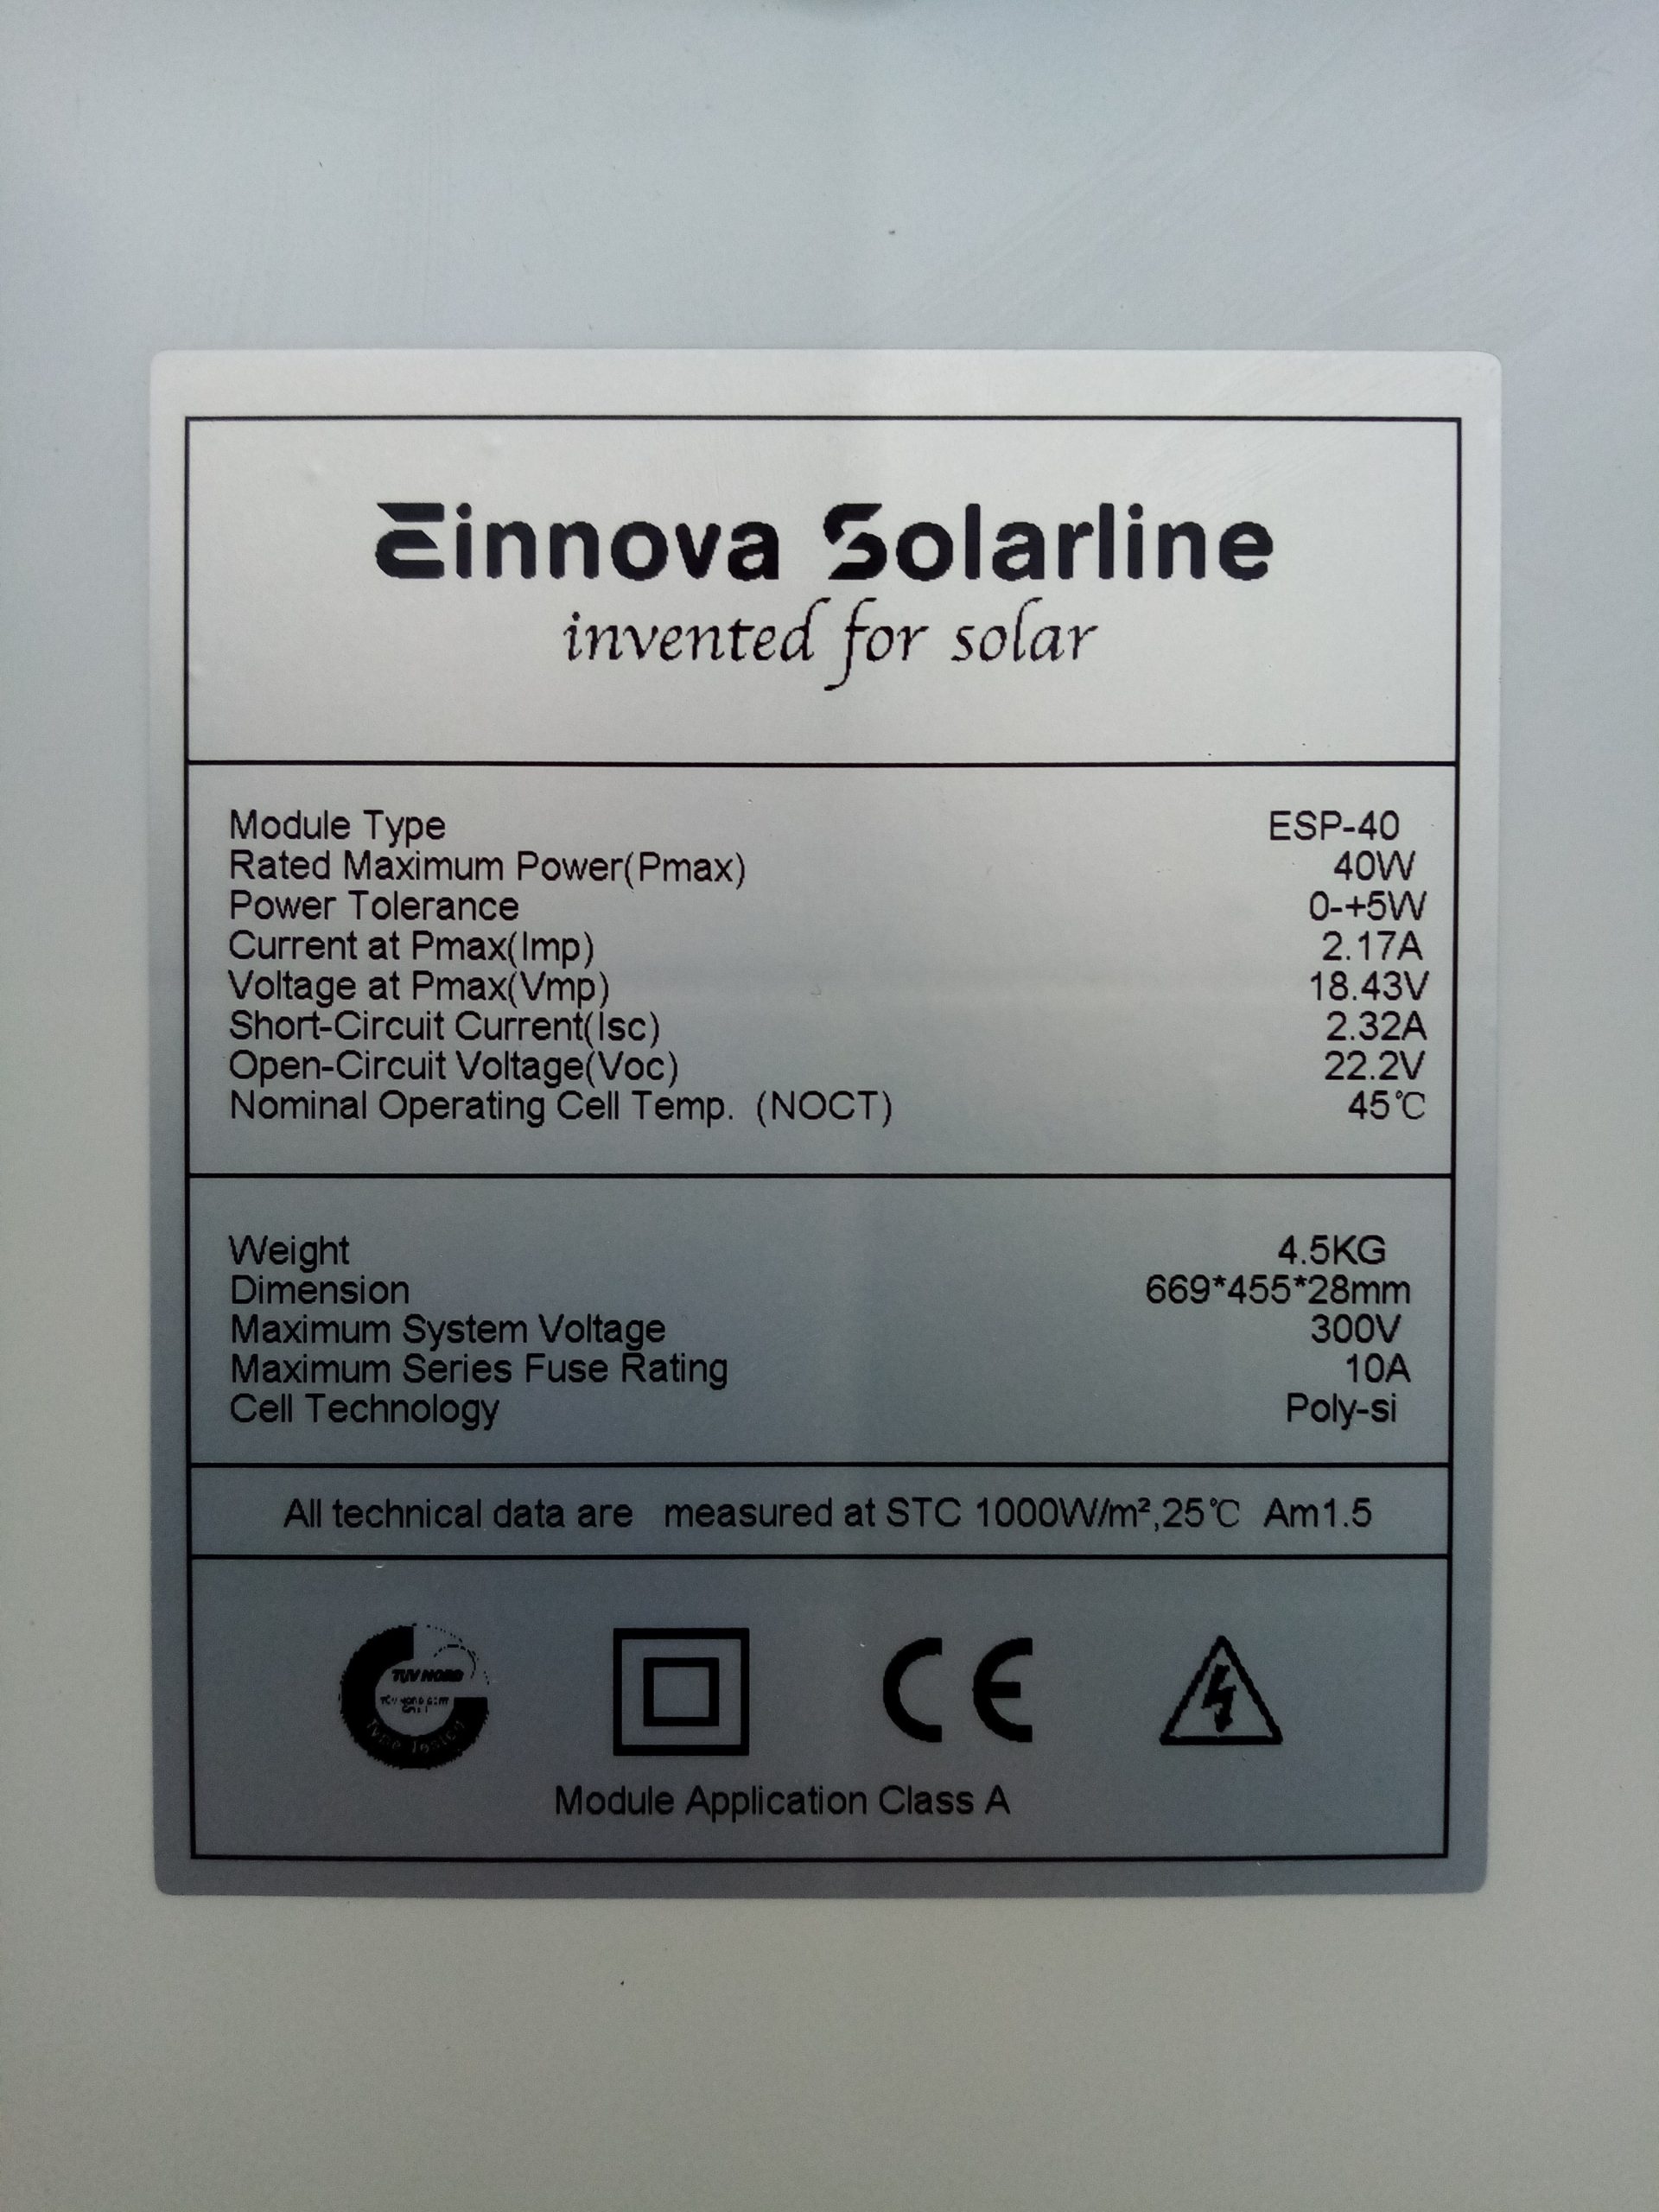 Einnova Solarline
invented for solar
Module Type ESP-40
Rated Maximum Power(Pmax) 40W
Power Tolerance 0-+5W
Current at Pmax(Imp) 2.17A
Voltage at Pmax(Vmp) 18.43V
Short-Circuit Current(Isc) 2.32A
Open-Circuit Voltage(Voc) 22.2V
Nominal Operating Cell Temp. (NOCT) 45℃
Weight 4.5KG
Dimension 669*455*28mm
Maximum System Voltage 300V
Maximum Series Fuse Rating 10A
Cell Technology Poly-si
All technical data are measured at STC 1000W/m²,25℃ Am1.5
TUV NORD
Type Tested
CE
Module Application Class A